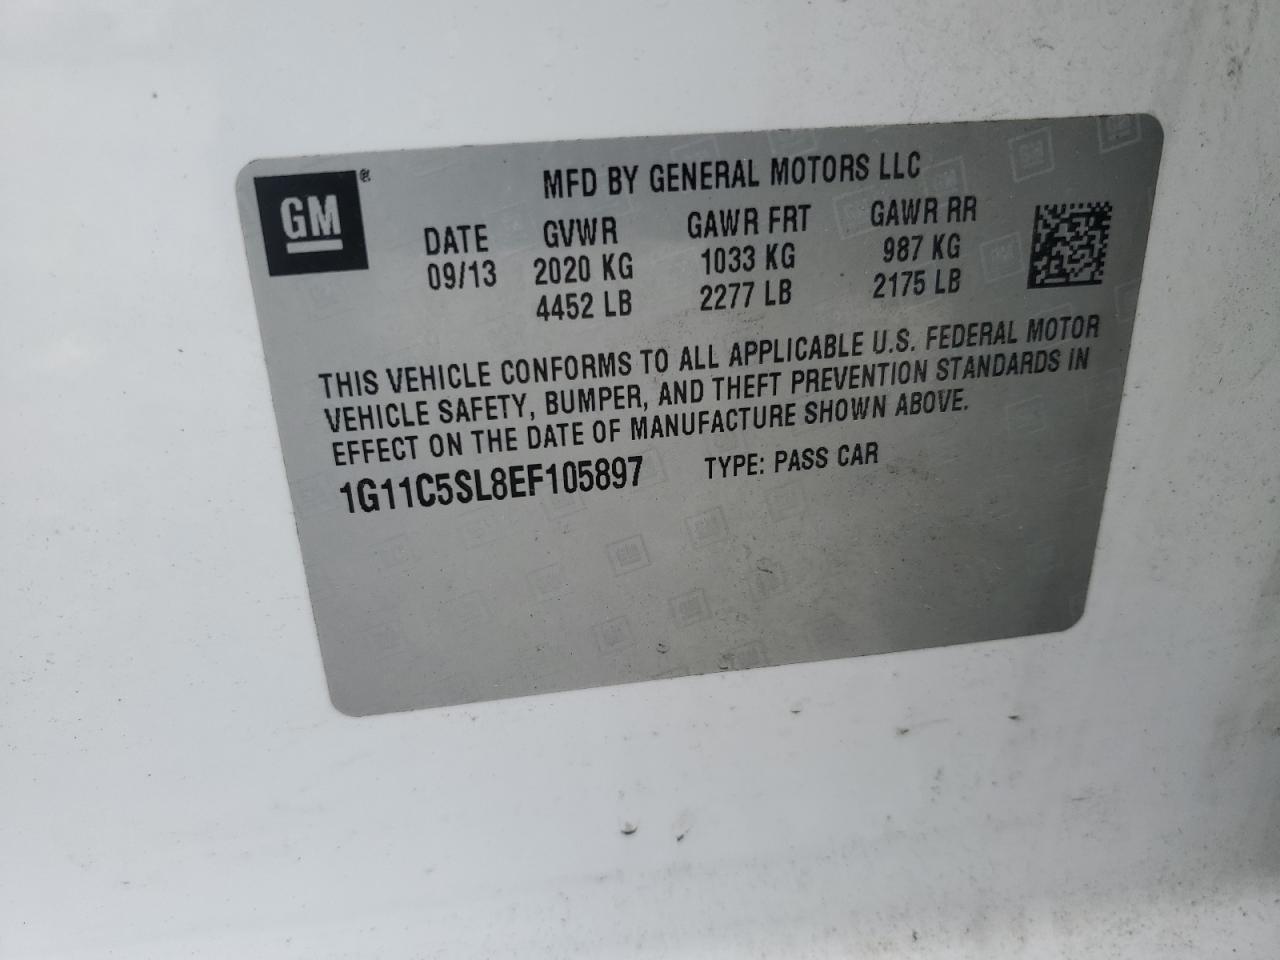 GM®
MFD BY GENERAL MOTORS LLC
DATE GVWR GAWR FRT GAWR RR
09/13 2020 KG 1033 KG 987 KG
4452 LB 2277 LB 2175 LB
THIS VEHICLE CONFORMS TO ALL APPLICABLE U.S. FEDERAL MOTOR
VEHICLE SAFETY, BUMPER, AND THEFT PREVENTION STANDARDS IN
EFFECT ON THE DATE OF MANUFACTURE SHOWN ABOVE.
1G11C5SL8EF105897 TYPE: PASS CAR